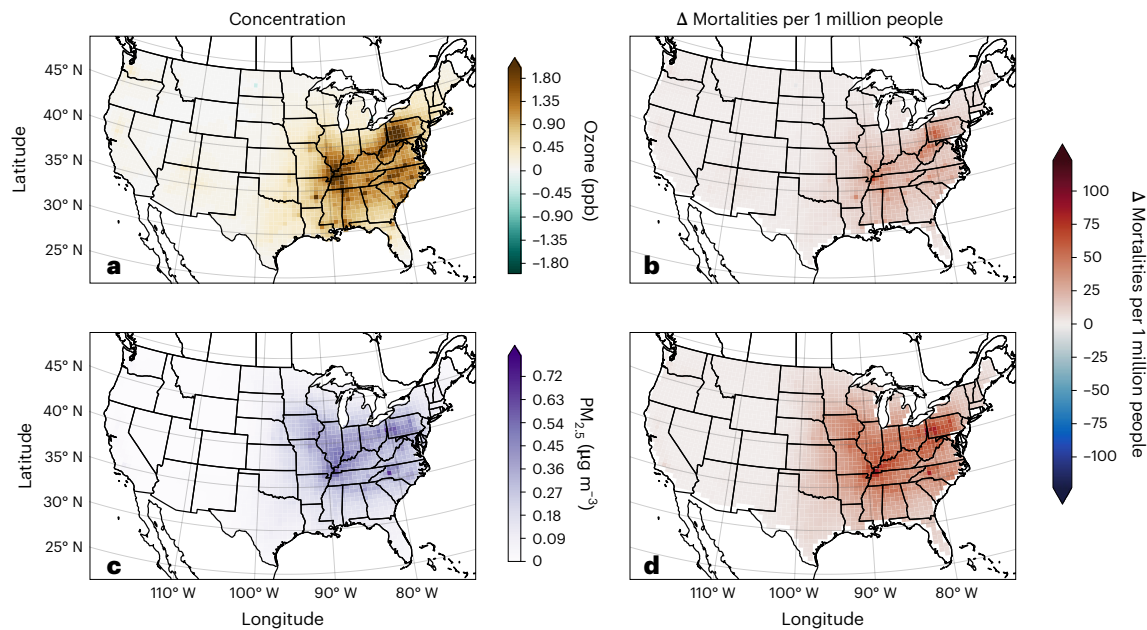 Concentration
Δ Mortalities per 1 million people
45° N
40° N
35° N
30° N
25° N
Latitude
a
1.80
1.35
0.90
0.45
0
−0.45
−0.90
−1.35
−1.80
Ozone (ppb)
b
100
75
50
25
0
−25
−50
−75
−100
Δ Mortalities per 1 million people
45° N
40° N
35° N
30° N
25° N
Latitude
c
0.72
0.63
0.54
0.45
0.36
0.27
0.18
0.09
0
PM2.5 (μg m−3)
d
110° W 100° W 90° W 80° W
Longitude
110° W 100° W 90° W 80° W
Longitude